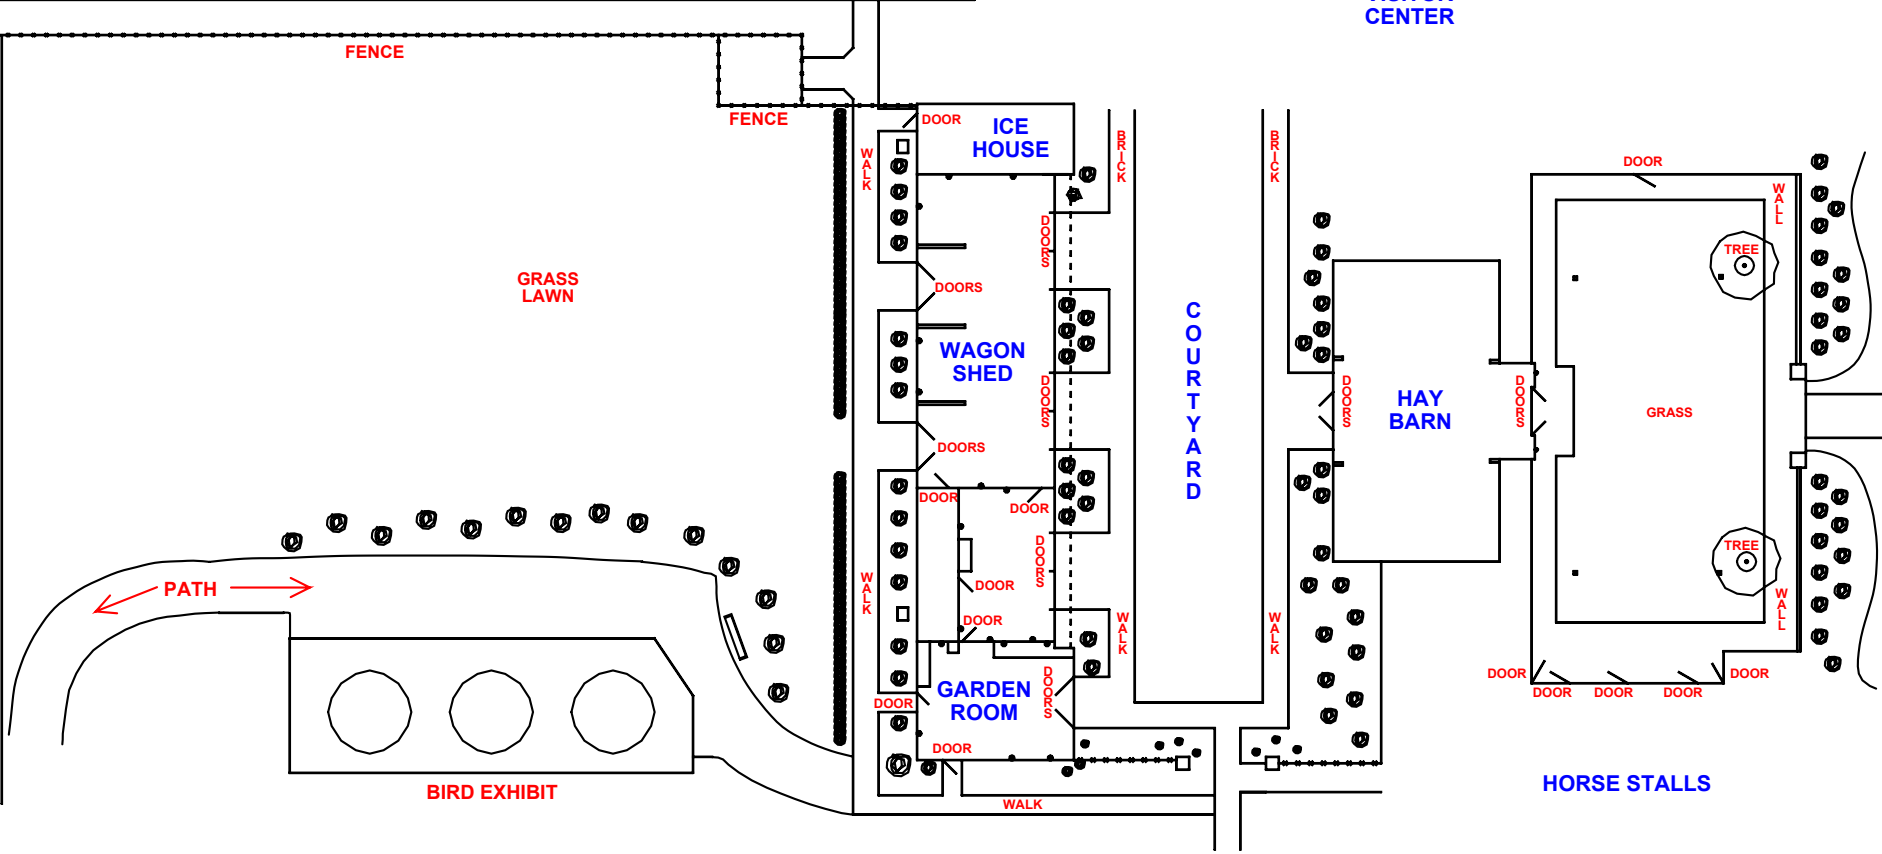 CENTER
FENCE
FENCE
DOOR
ICE
HOUSE
BRICK
BRICK
WALK
DOOR
WALL
DOORS
TREE
GRASS
LAWN
DOORS
COURTYARD
WAGON
SHED
DOORS
DOORS
HAY
BARN
DOORS
GRASS
DOORS
DOOR
DOOR
DOORS
TREE
PATH
WALK
DOOR
DOOR
WALK
WALK
WALL
GARDEN
ROOM
DOORS
DOOR
DOOR
DOOR
DOOR
DOOR
DOOR
DOOR
BIRD EXHIBIT
WALK
HORSE STALLS